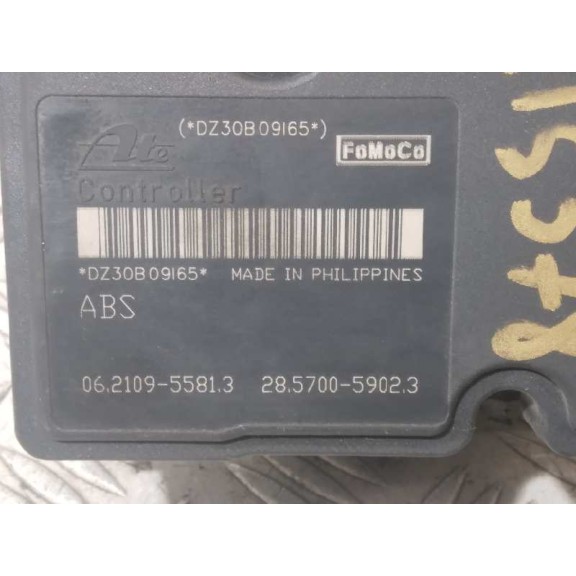 (*DZ30B09165*)
Ate
FoMoCo
Controller
*DZ30B09165* MADE IN PHILIPPINES
ABS
06.2109-5581.3 28.5700-5902.3